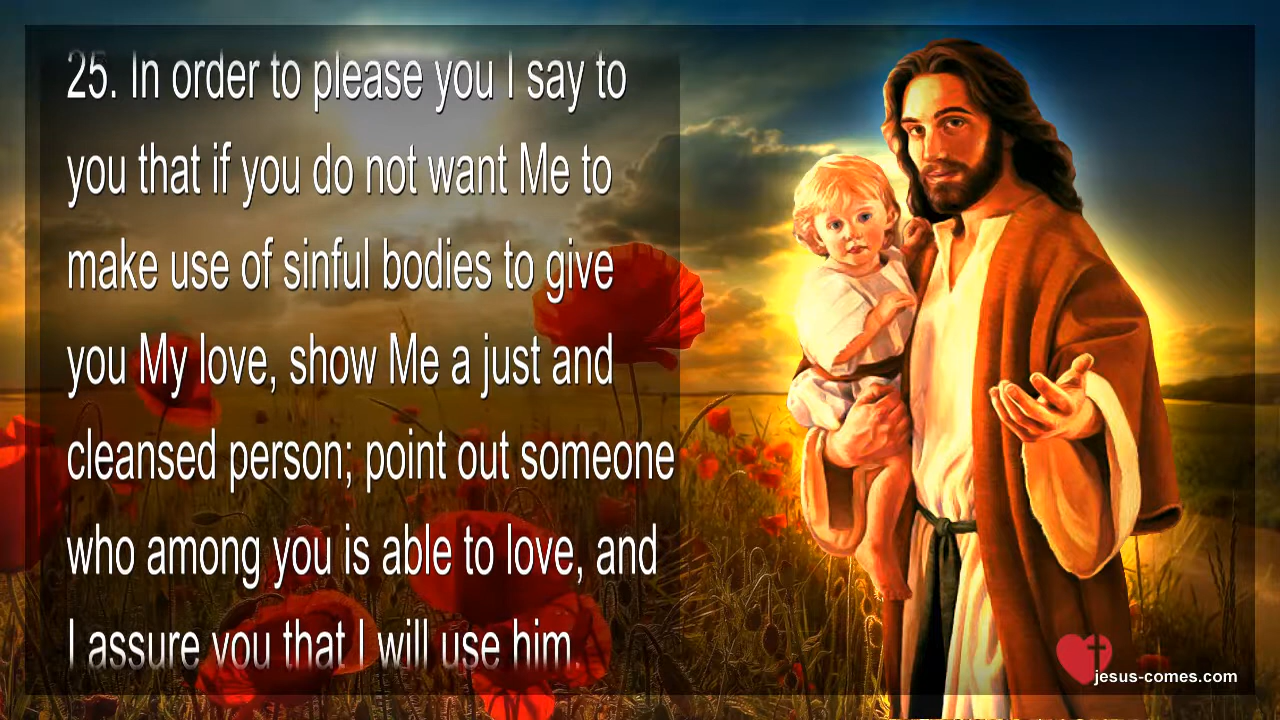 25. In order to please you I say to
you that if you do not want Me to
make use of sinful bodies to give
you My love, show Me a just and
cleansed person; point out someone
who among you is able to love, and
I assure you that I will use him.
jesus-comes.com